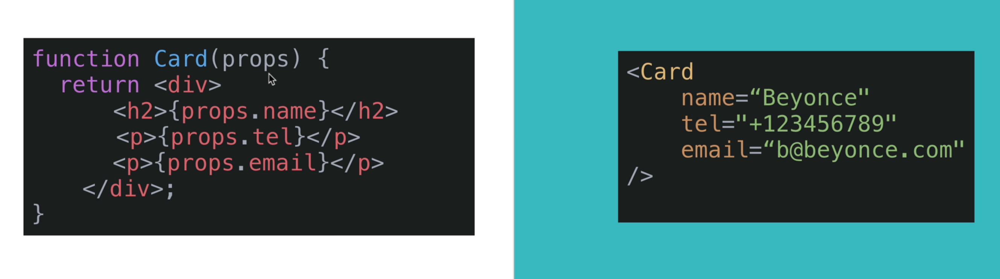 function Card(props) {
return <div>
<h2>{props.name}</h2>
<p>{props.tel}</p>
<p>{props.email}</p>
</div>;
}
<Card
name=“Beyonce"
tel="+123456789"
email=“b@beyonce.com"
/>